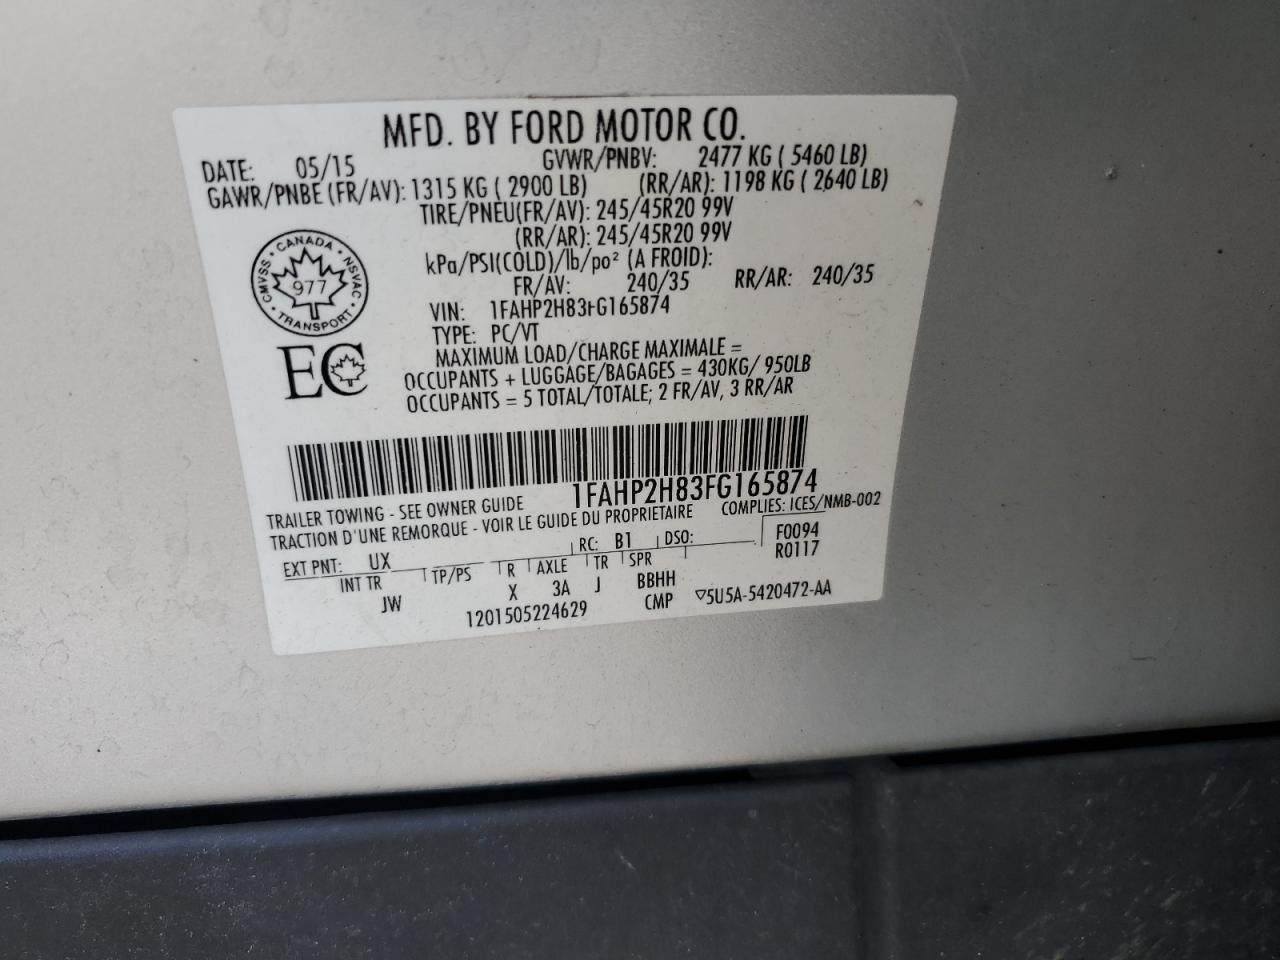 MFD. BY FORD MOTOR CO.
DATE: 05/15 GVWR/PNBV: 2477 KG ( 5460 LB)
GAWR/PNBE (FR/AV): 1315 KG ( 2900 LB) (RR/AR): 1198 KG ( 2640 LB)
TIRE/PNEU(FR/AV): 245/45R20 99V
(RR/AR): 245/45R20 99V
kPa/PSI(COLD)/lb/po² (A FROID):
FR/AV: 240/35 RR/AR: 240/35
CANADA
CMVSS • NSVAC
977
TRANSPORT
VIN: 1FAHP2H83FG165874
TYPE: PC/VT
EC
MAXIMUM LOAD/CHARGE MAXIMALE =
OCCUPANTS + LUGGAGE/BAGAGES = 430KG/ 950LB
OCCUPANTS = 5 TOTAL/TOTALE; 2 FR/AV, 3 RR/AR
1FAHP2H83FG165874
TRAILER TOWING - SEE OWNER GUIDE COMPLIES: ICES/NMB-002
TRACTION D'UNE REMORQUE - VOIR LE GUIDE DU PROPRIETAIRE
EXT PNT: UX RC: B1 DSO: F0094
R0117
INT TR TP/PS R AXLE TR SPR
JW X 3A J BBHH
1201505224629 CMP ▽5U5A-5420472-AA